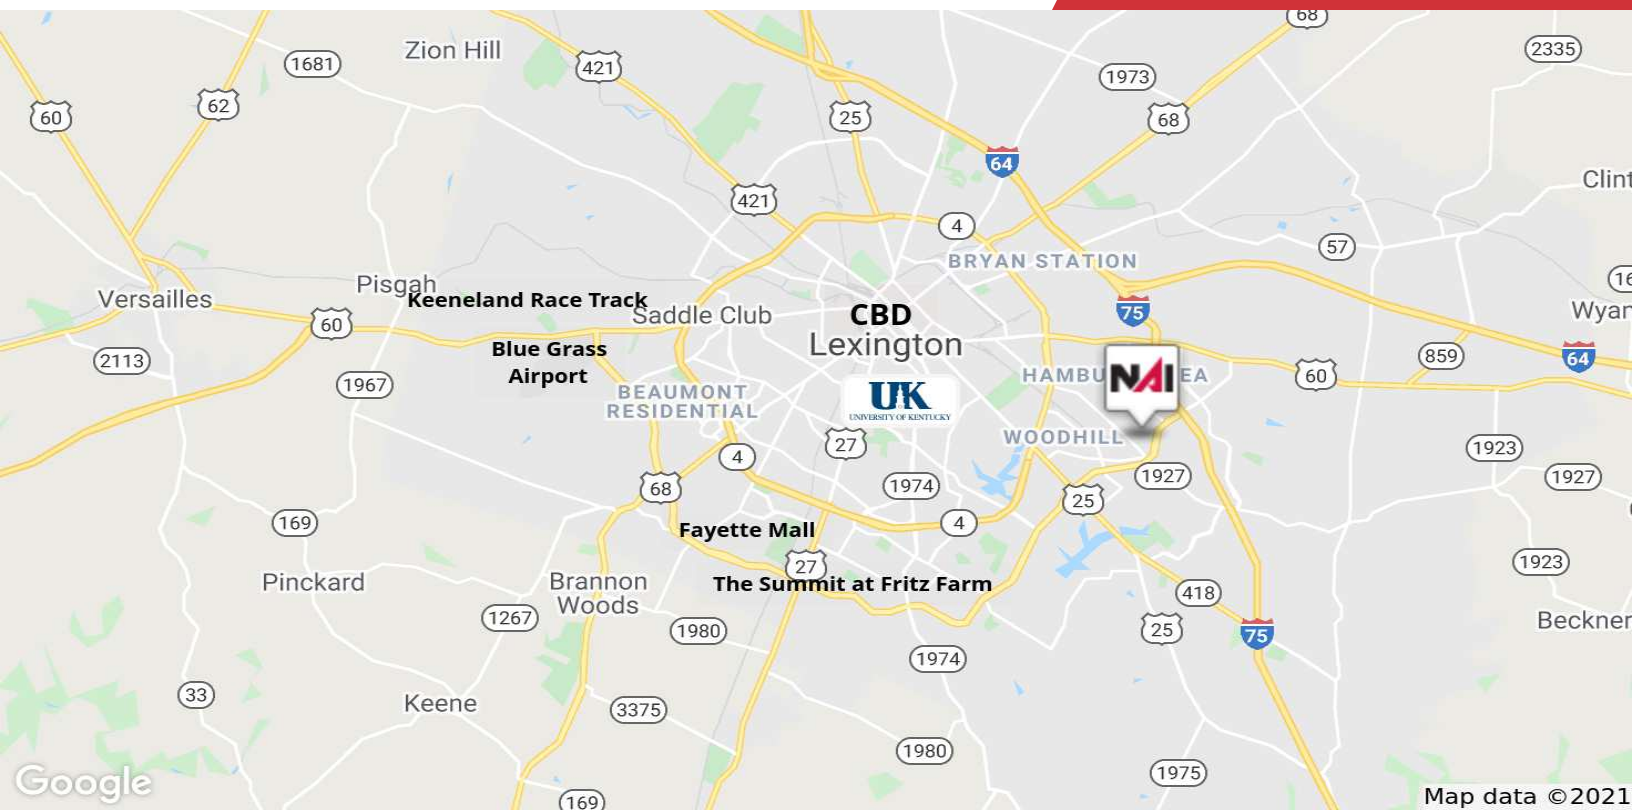 68
2335
Zion Hill
1681
421
1973
60
62
25
68
64
421
Clint
4
57
BRYAN STATION
16
Pisgah
Versailles
Keeneland Race Track
Saddle Club
CBD
75
Wyan
60
Lexington
Blue Grass
Airport
2113
859
64
1967
HAMBU
EA
NAI
60
BEAUMONT
RESIDENTIAL
UK
UNIVERSITY OF KENTUCKY
27
WOODHILL
1923
4
1927
1927
68
1974
25
169
Fayette Mall
4
27
1923
Pinckard
Brannon
Woods
The Summit at Fritz Farm
418
1267
1980
25
75
Beckner
1974
33
Keene
3375
1980
1975
Google
169
Map data ©2021